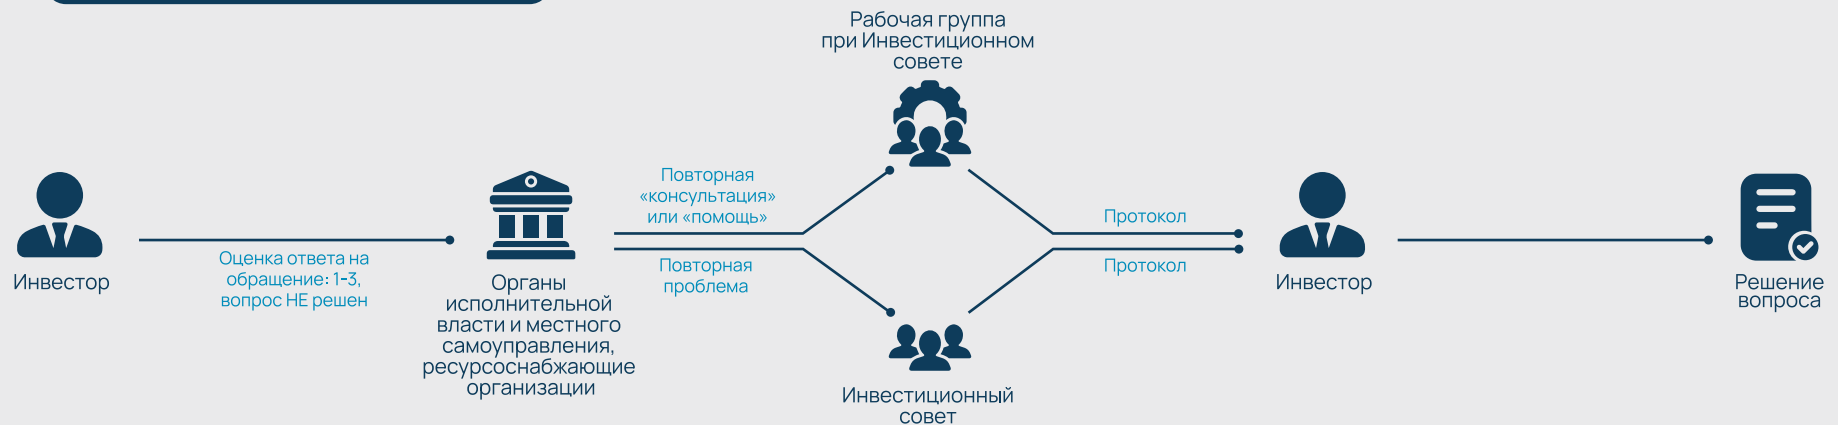 Рабочая группа
при Инвестиционном
совете
Инвестор
Оценка ответа на
обращение: 1-3,
вопрос НЕ решен
Органы
исполнительной
власти и местного
самоуправления,
ресурсоснабжающие
организации
Повторная
«консультация»
или «помощь»
Повторная
проблема
Инвестиционный
совет
Протокол
Протокол
Инвестор
Решение
вопроса